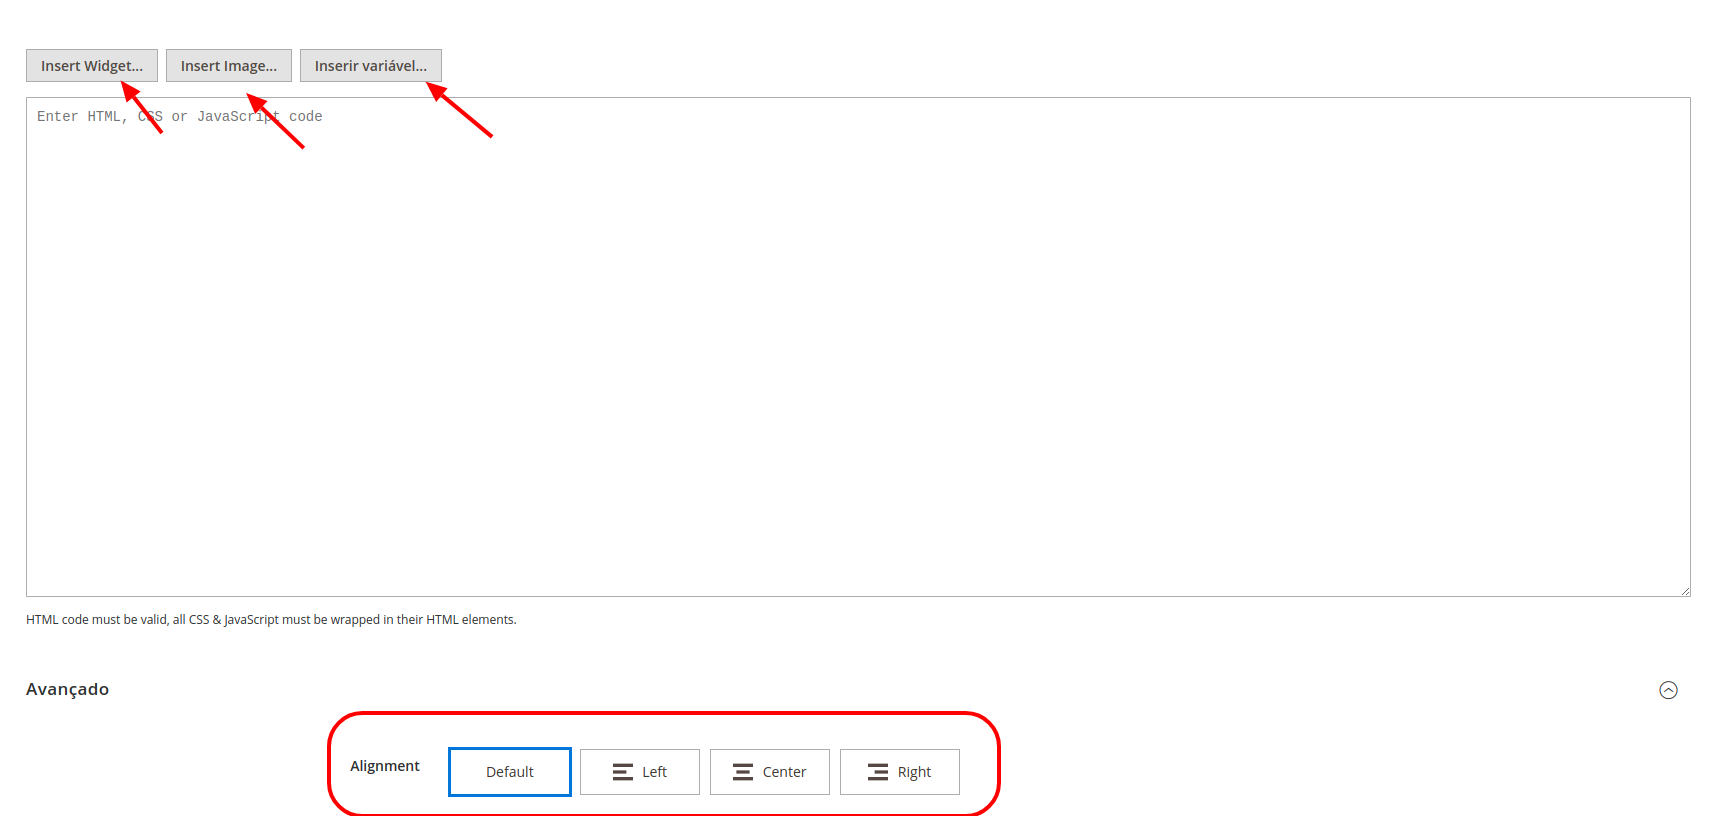 Insert Widget... Insert Image... Inserir variável...
Enter HTML, CSS or JavaScript code
HTML code must be valid, all CSS & JavaScript must be wrapped in their HTML elements.
Avançado
Alignment Default Left Center Right